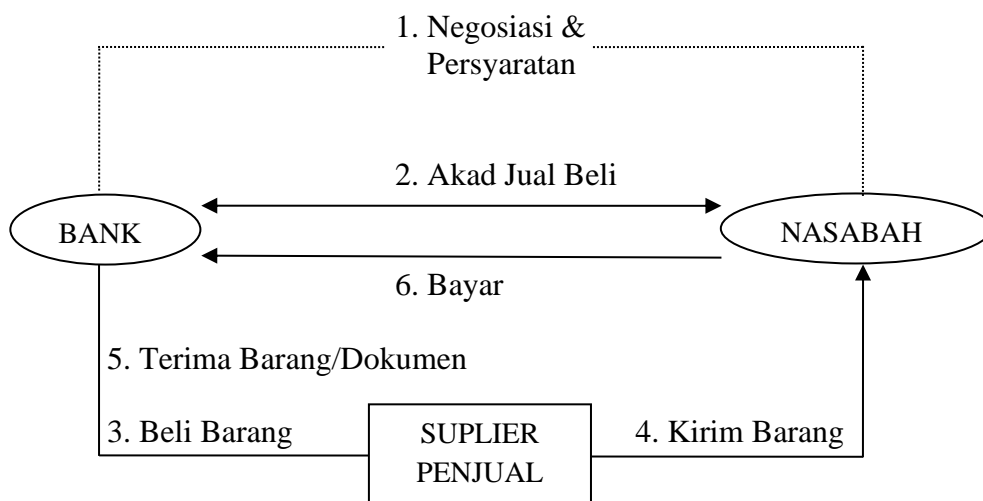 1. Negosiasi &
Persyaratan
2. Akad Jual Beli
BANK
NASABAH
6. Bayar
5. Terima Barang/Dokumen
3. Beli Barang
SUPLIER
PENJUAL
4. Kirim Barang